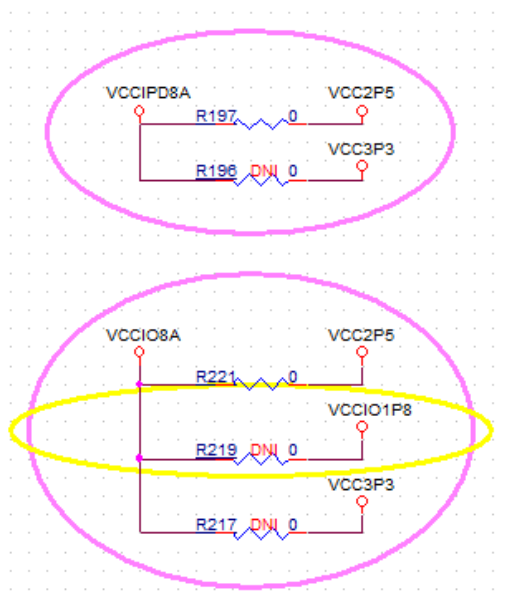 VCCIPD8A VCC2P5
R197 0
VCC3P3
R196 DNI 0
VCCIO8A VCC2P5
R221 0
VCCIO1P8
R219 DNI 0
VCC3P3
R217 DNI 0